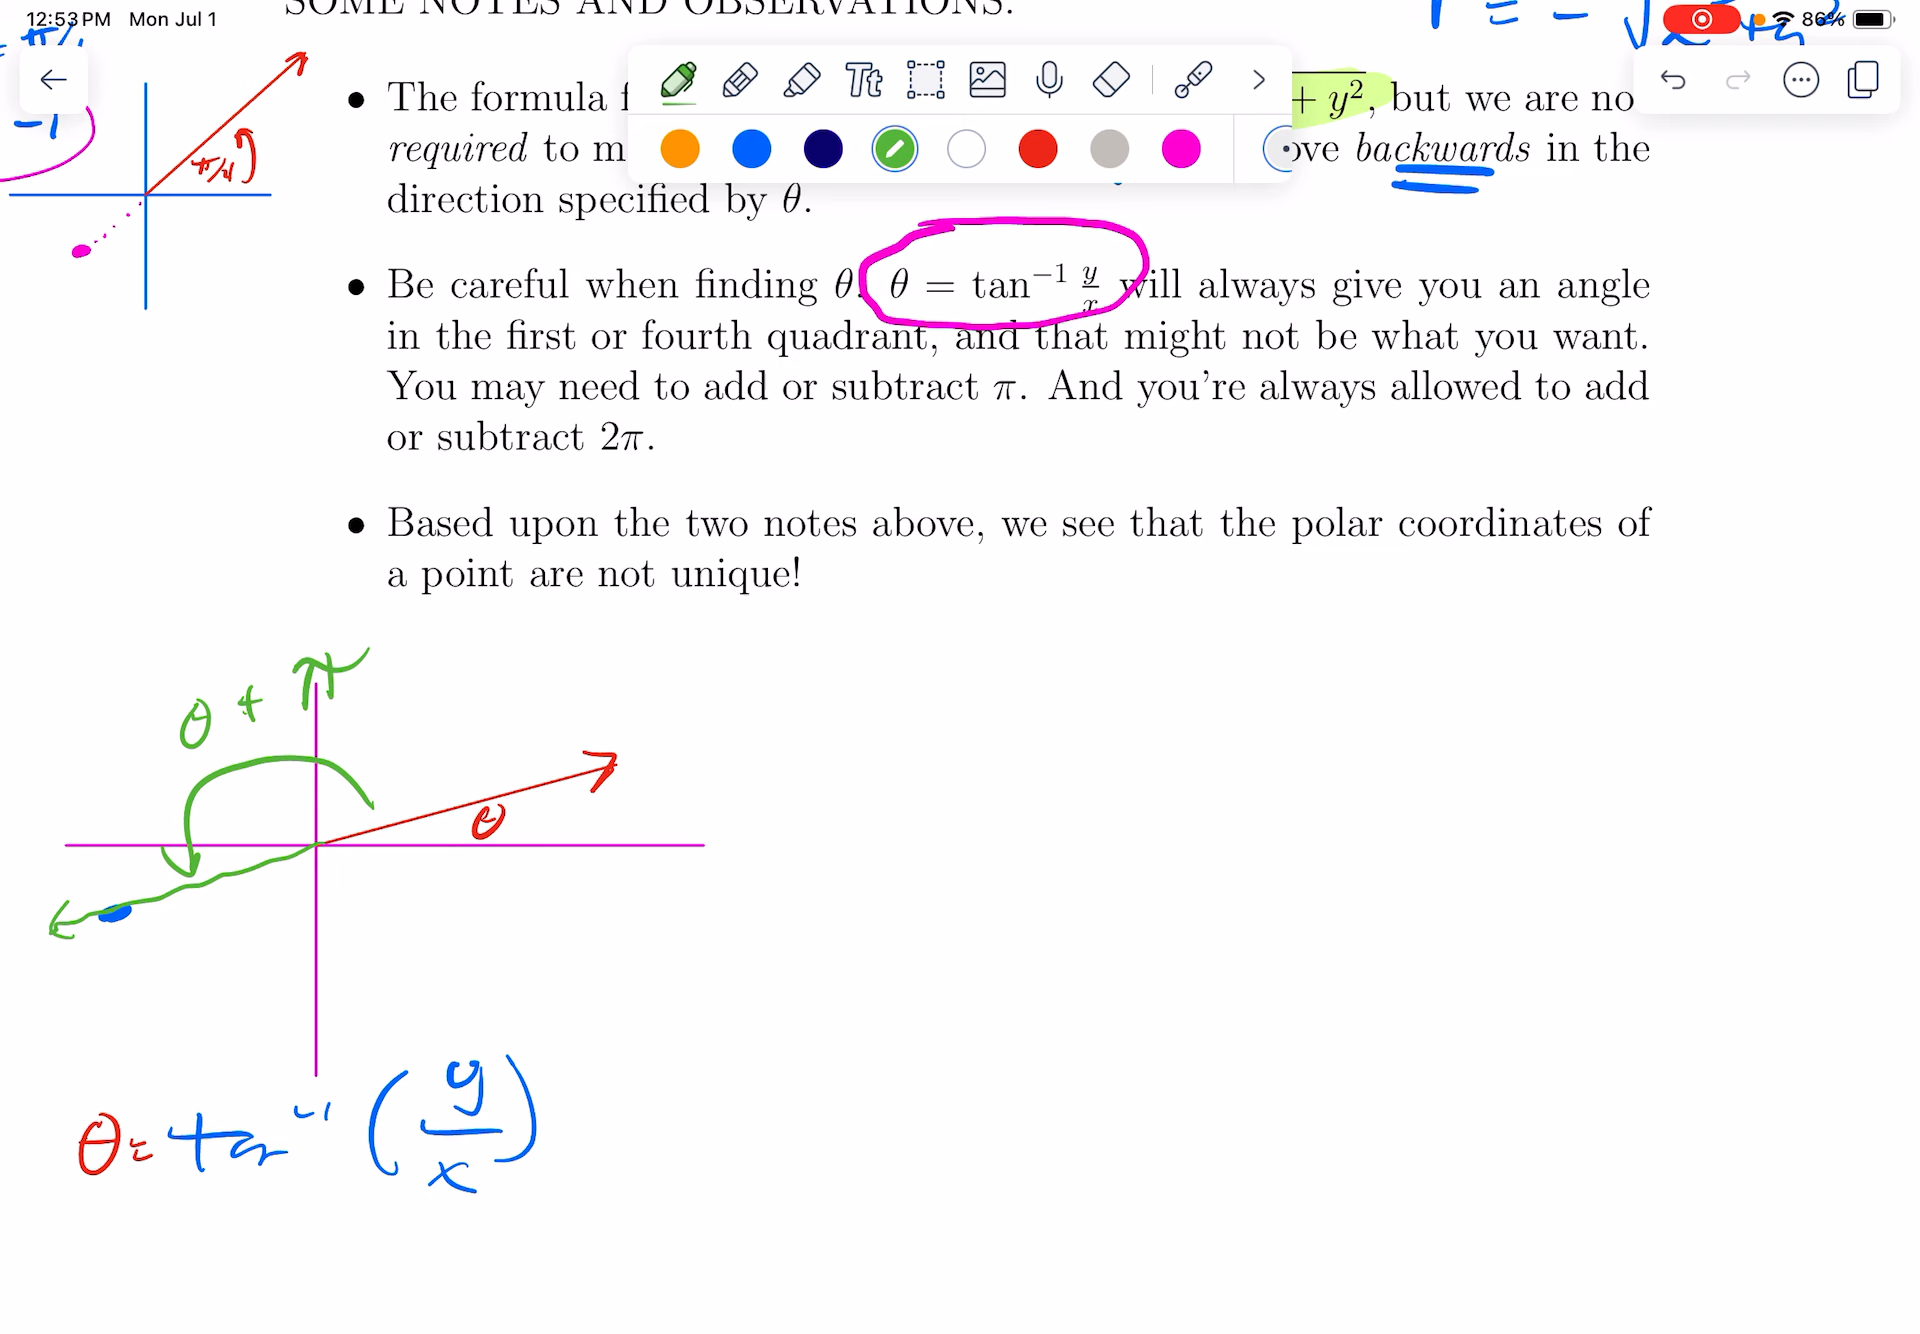 12:53 PM Mon Jul 1
86%
SOME NOTES AND OBSERVATIONS:
r = - √
π/4
-1
π/4
Tt
• The formula + y², but we are no
required to ove backwards in the
direction specified by θ.
• Be careful when finding θ. θ = tan⁻¹ y/x will always give you an angle
in the first or fourth quadrant, and that might not be what you want.
You may need to add or subtract π. And you're always allowed to add
or subtract 2π.
• Based upon the two notes above, we see that the polar coordinates of
a point are not unique!
θ + π
θ
θ = tan⁻¹ (y/x)